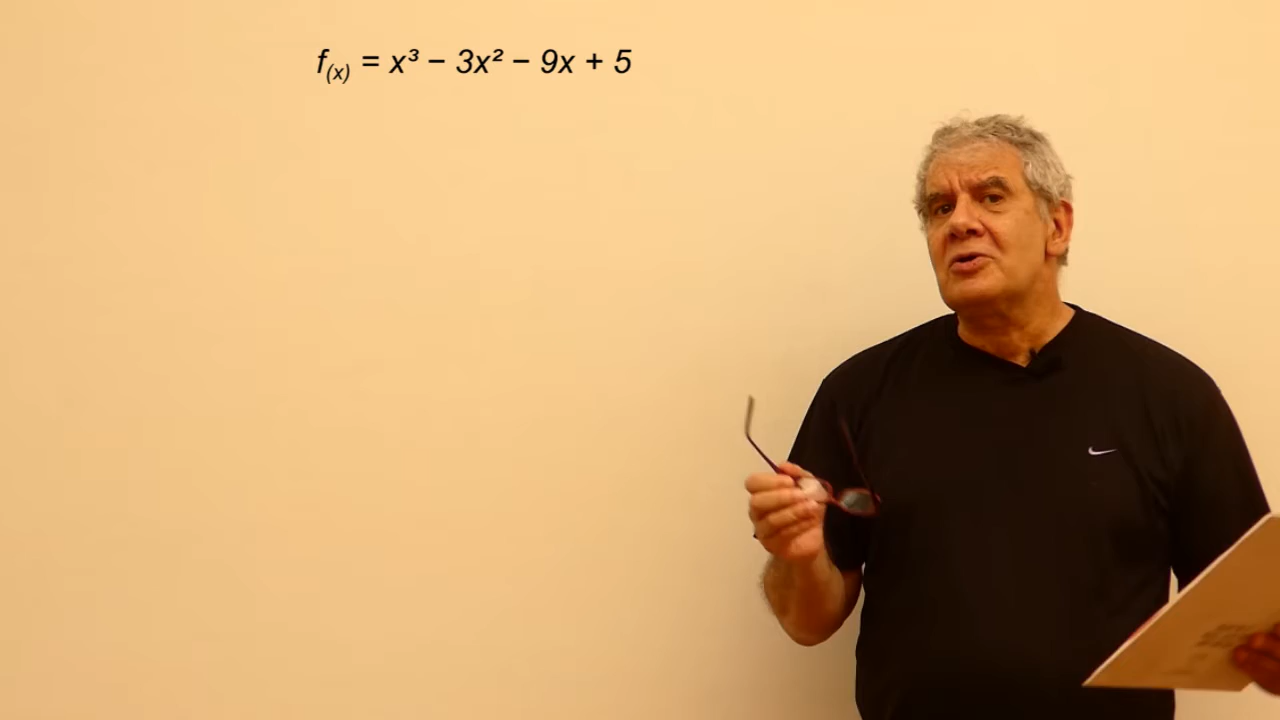 f₍ₓ₎ = x³ − 3x² − 9x + 5